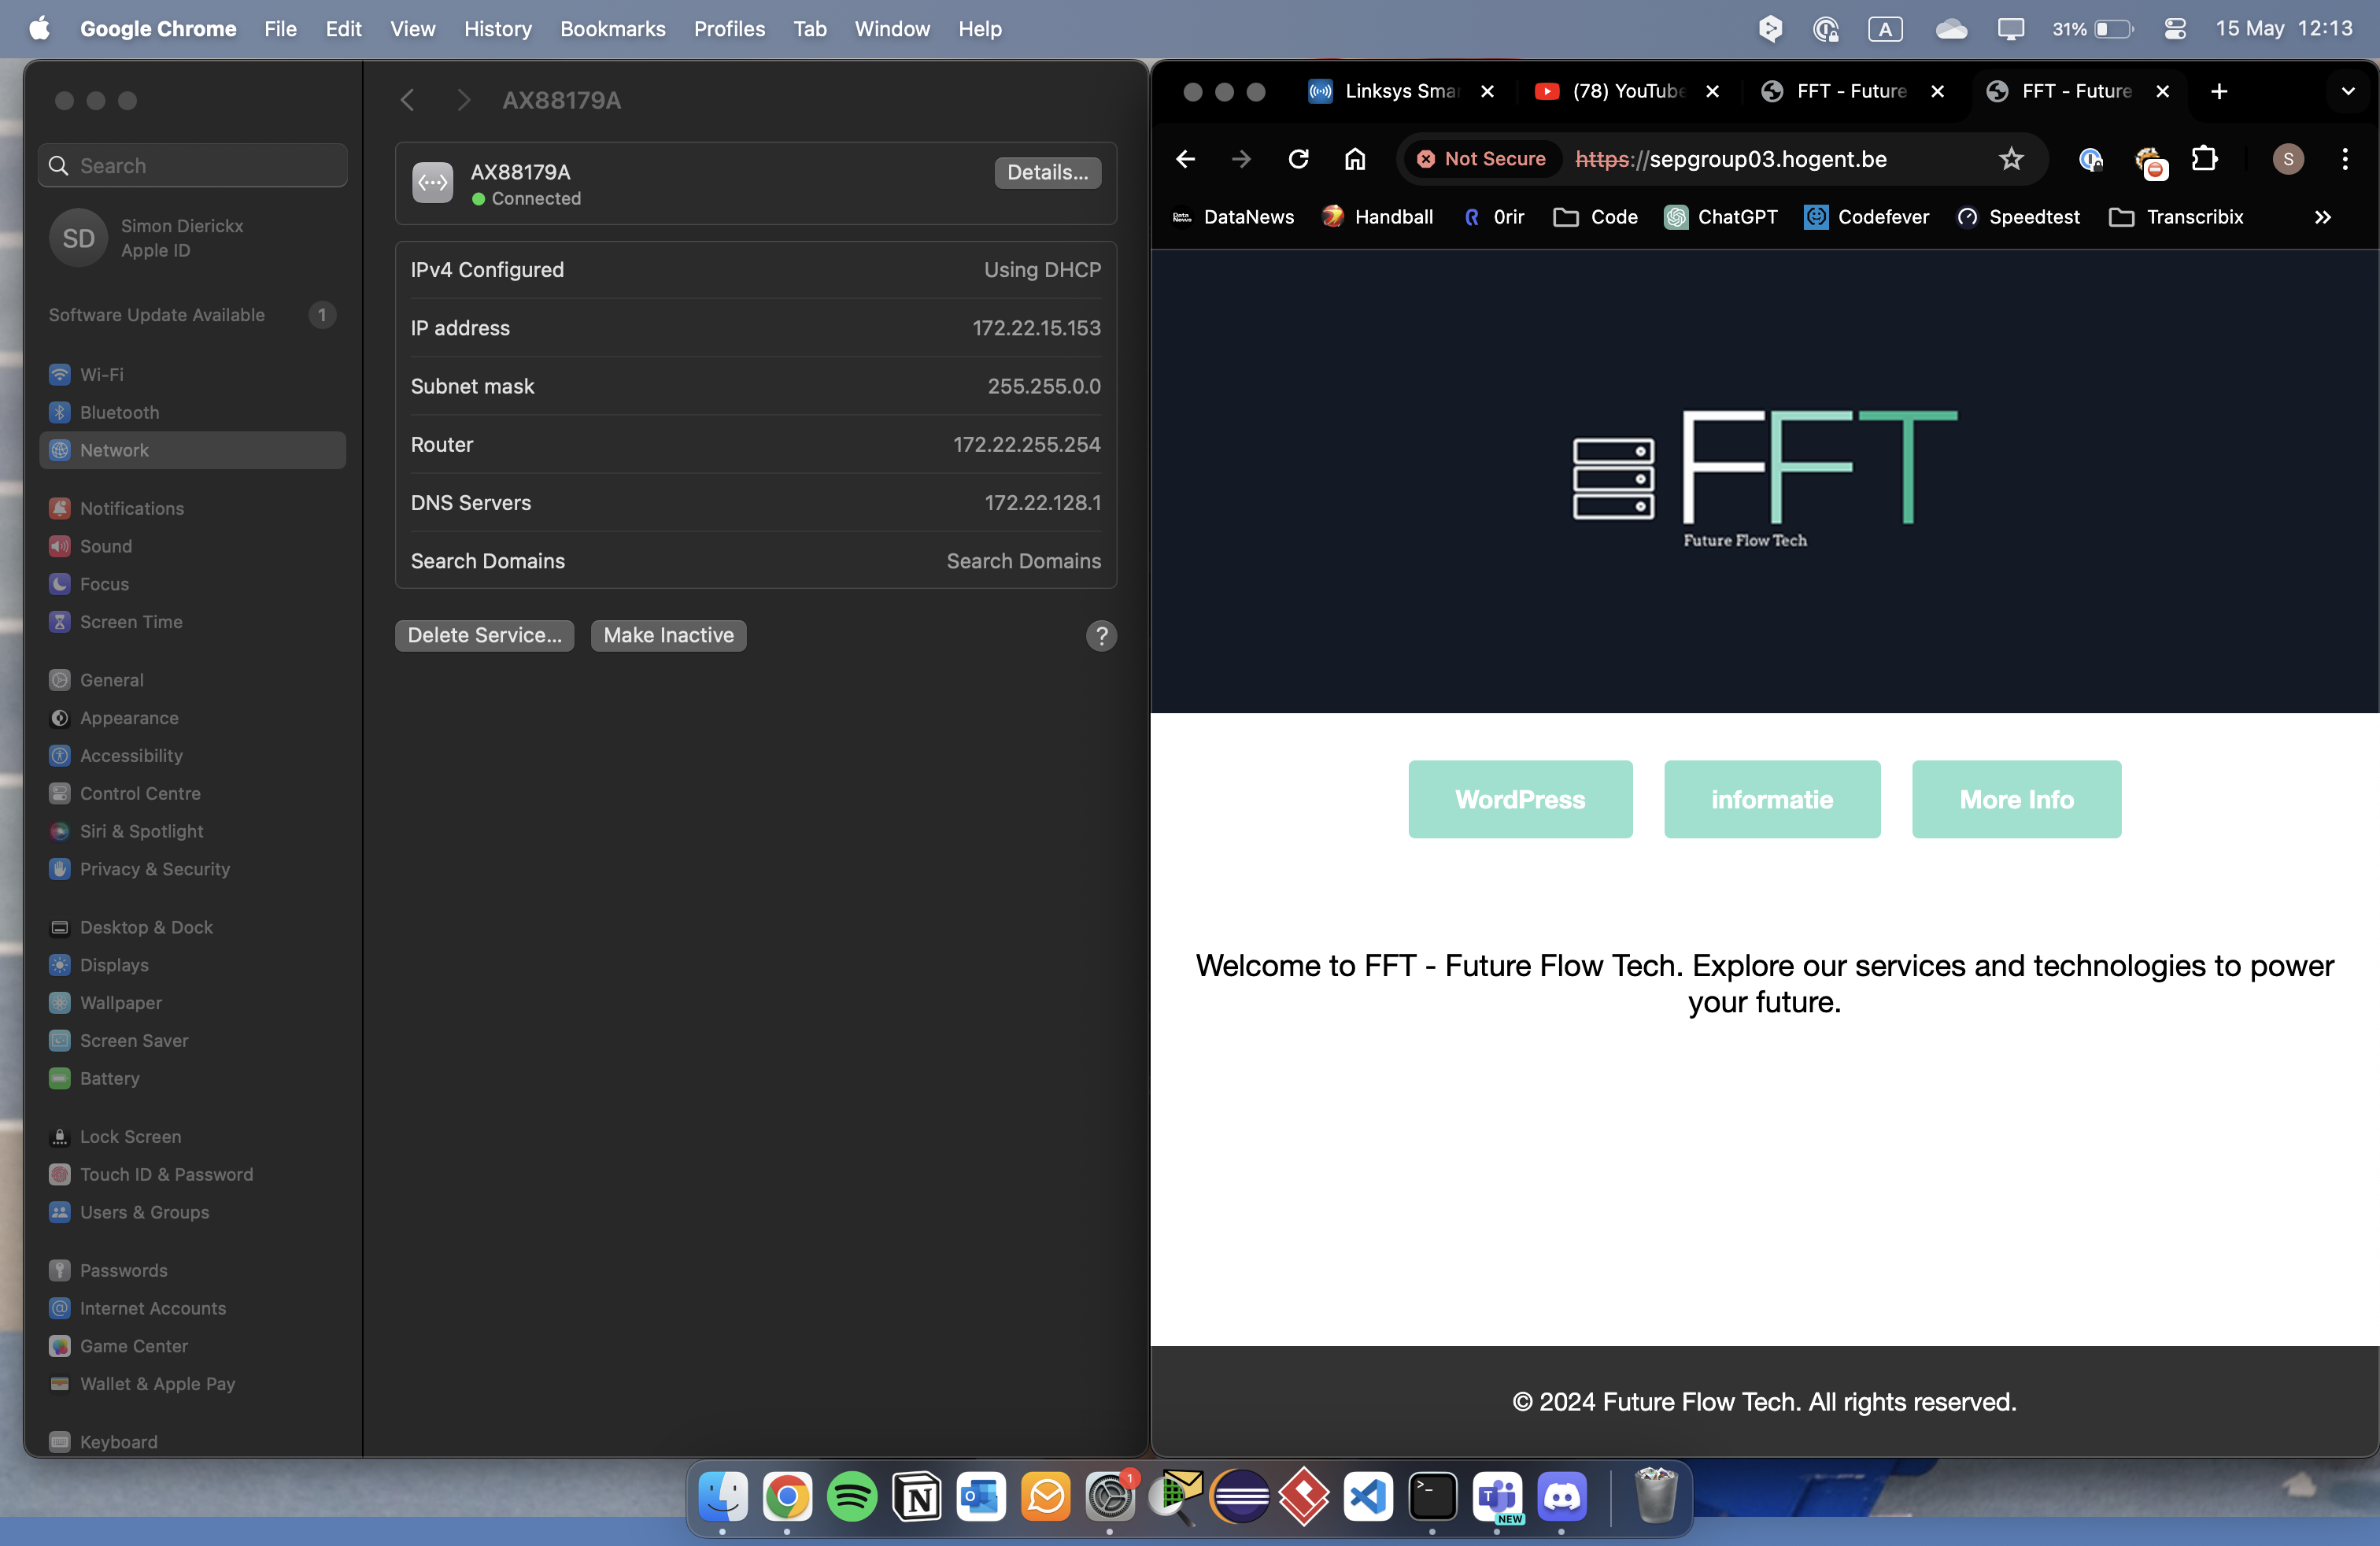 Google Chrome File Edit View History Bookmarks Profiles Tab Window Help
A
31%
15 May 12:13
Search
SD
Simon Dierickx
Apple ID
Software Update Available 1
Wi-Fi
Bluetooth
Network
Notifications
Sound
Focus
Screen Time
General
Appearance
Accessibility
Control Centre
Siri & Spotlight
Privacy & Security
Desktop & Dock
Displays
Wallpaper
Screen Saver
Battery
Lock Screen
Touch ID & Password
Users & Groups
Passwords
Internet Accounts
Game Center
Wallet & Apple Pay
Keyboard
AX88179A
AX88179A
Connected
Details...
IPv4 Configured Using DHCP
IP address 172.22.15.153
Subnet mask 255.255.0.0
Router 172.22.255.254
DNS Servers 172.22.128.1
Search Domains Search Domains
Delete Service... Make Inactive ?
Linksys Smar (78) YouTube FFT - Future FFT - Future
Not Secure https://sepgroup03.hogent.be
S
DataNews Handball 0rir Code ChatGPT Codefever Speedtest Transcribix »
FFT
Future Flow Tech
WordPress informatie More Info
Welcome to FFT - Future Flow Tech. Explore our services and technologies to power
your future.
© 2024 Future Flow Tech. All rights reserved.
1
NEW